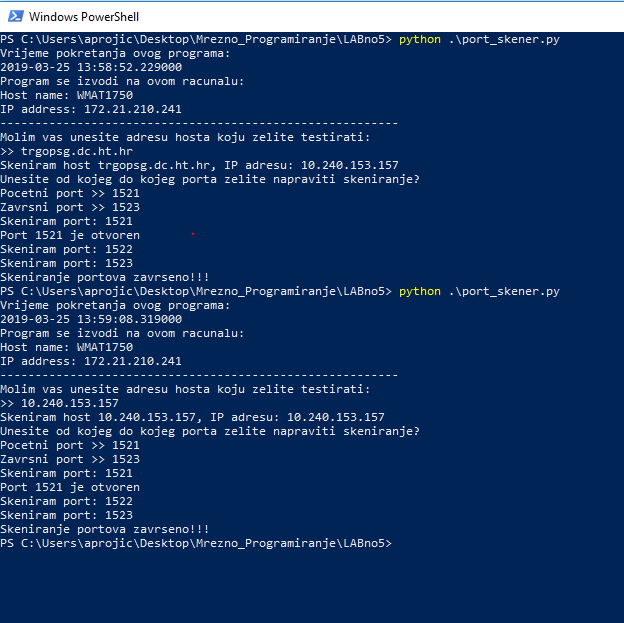 Windows PowerShell
PS C:\Users\aprojic\Desktop\Mrezno_Programiranje\LABno5> python .\port_skener.py
Vrijeme pokretanja ovog programa:
2019-03-25 13:58:52.229000
Program se izvodi na ovom racunalu:
Host name: WMAT1750
IP address: 172.21.210.241
---------------------------------------------------------
Molim vas unesite adresu hosta koju zelite testirati:
>> trgopsg.dc.ht.hr
Skeniram host trgopsg.dc.ht.hr, IP adresu: 10.240.153.157
Unesite od kojeg do kojeg porta zelite napraviti skeniranje?
Pocetni port >> 1521
Zavrsni port >> 1523
Skeniram port: 1521
Port 1521 je otvoren
Skeniram port: 1522
Skeniram port: 1523
Skeniranje portova zavrseno!!!
PS C:\Users\aprojic\Desktop\Mrezno_Programiranje\LABno5> python .\port_skener.py
Vrijeme pokretanja ovog programa:
2019-03-25 13:59:08.319000
Program se izvodi na ovom racunalu:
Host name: WMAT1750
IP address: 172.21.210.241
---------------------------------------------------------
Molim vas unesite adresu hosta koju zelite testirati:
>> 10.240.153.157
Skeniram host 10.240.153.157, IP adresu: 10.240.153.157
Unesite od kojeg do kojeg porta zelite napraviti skeniranje?
Pocetni port >> 1521
Zavrsni port >> 1523
Skeniram port: 1521
Port 1521 je otvoren
Skeniram port: 1522
Skeniram port: 1523
Skeniranje portova zavrseno!!!
PS C:\Users\aprojic\Desktop\Mrezno_Programiranje\LABno5>